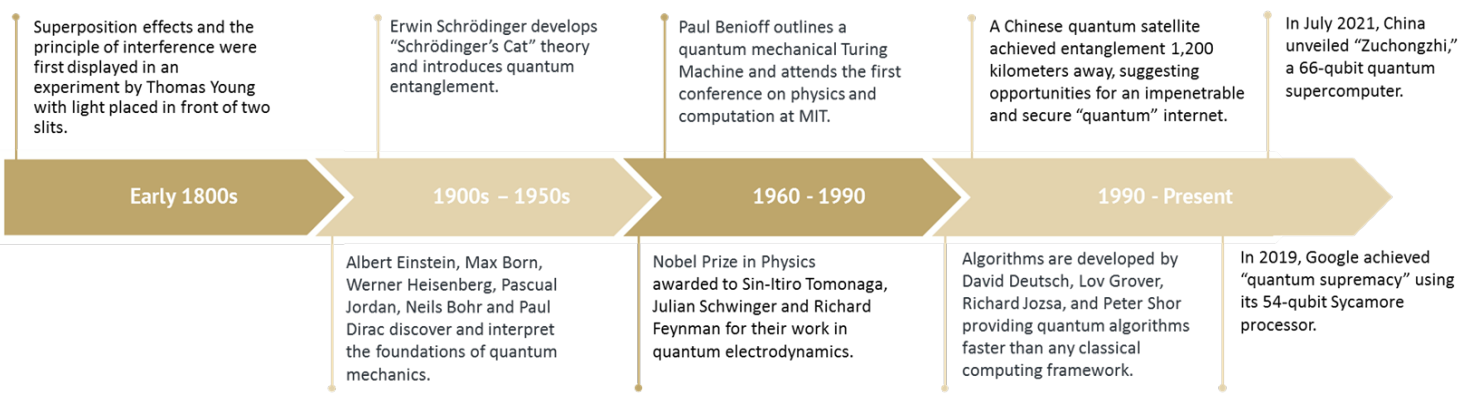 Superposition effects and the
principle of interference were
first displayed in an
experiment by Thomas Young
with light placed in front of two
slits.
Erwin Schrödinger develops
“Schrödinger’s Cat” theory
and introduces quantum
entanglement.
Paul Benioff outlines a
quantum mechanical Turing
Machine and attends the first
conference on physics and
computation at MIT.
A Chinese quantum satellite
achieved entanglement 1,200
kilometers away, suggesting
opportunities for an impenetrable
and secure “quantum” internet.
In July 2021, China
unveiled “Zuchongzhi,”
a 66-qubit quantum
supercomputer.
Early 1800s
1900s – 1950s
1960 - 1990
1990 - Present
Albert Einstein, Max Born,
Werner Heisenberg, Pascual
Jordan, Neils Bohr and Paul
Dirac discover and interpret
the foundations of quantum
mechanics.
Nobel Prize in Physics
awarded to Sin-Itiro Tomonaga,
Julian Schwinger and Richard
Feynman for their work in
quantum electrodynamics.
Algorithms are developed by
David Deutsch, Lov Grover,
Richard Jozsa, and Peter Shor
providing quantum algorithms
faster than any classical
computing framework.
In 2019, Google achieved
“quantum supremacy” using
its 54-qubit Sycamore
processor.